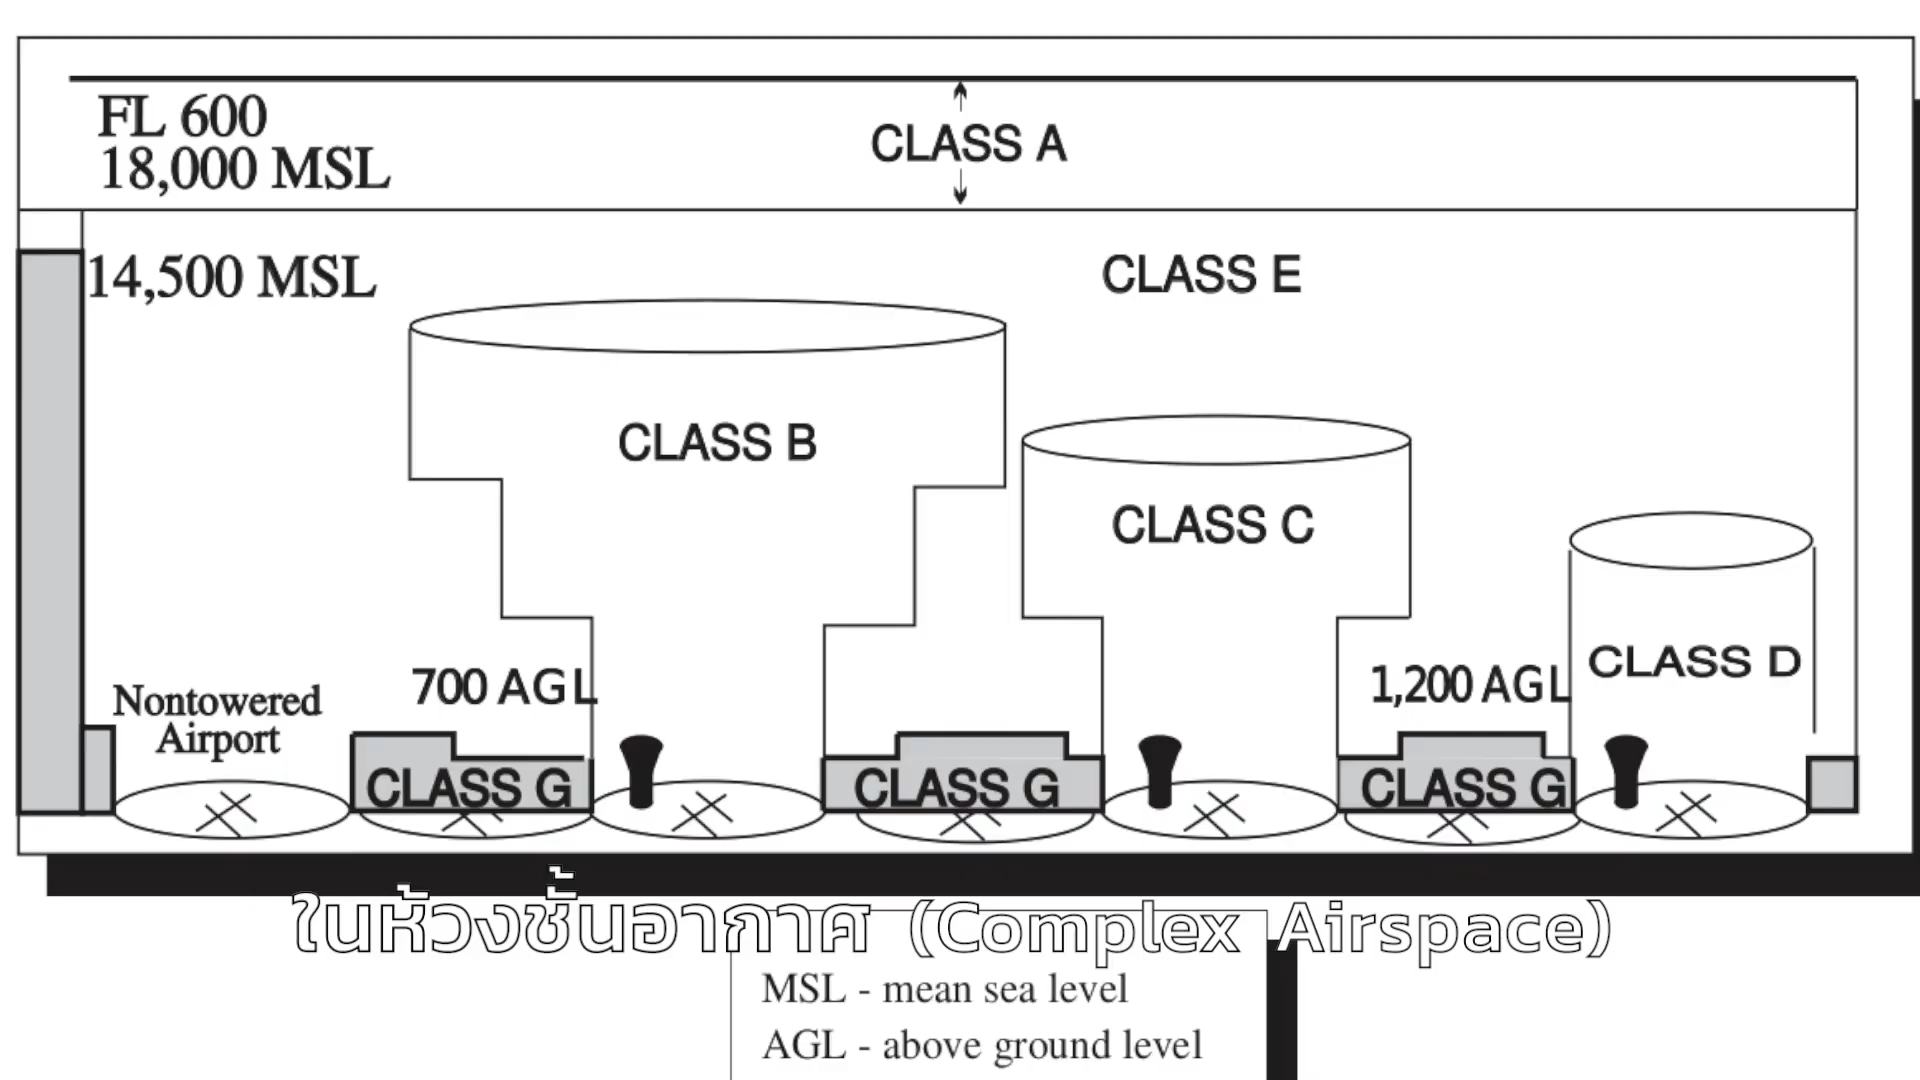 FL 600
18,000 MSL
CLASS A
14,500 MSL
CLASS E
CLASS B
CLASS C
CLASS D
700 AGL
1,200 AGL
Nontowered
Airport
CLASS G
CLASS G
CLASS G
ในห้วงชั้นอากาศ (Complex Airspace)
MSL - mean sea level
AGL - above ground level